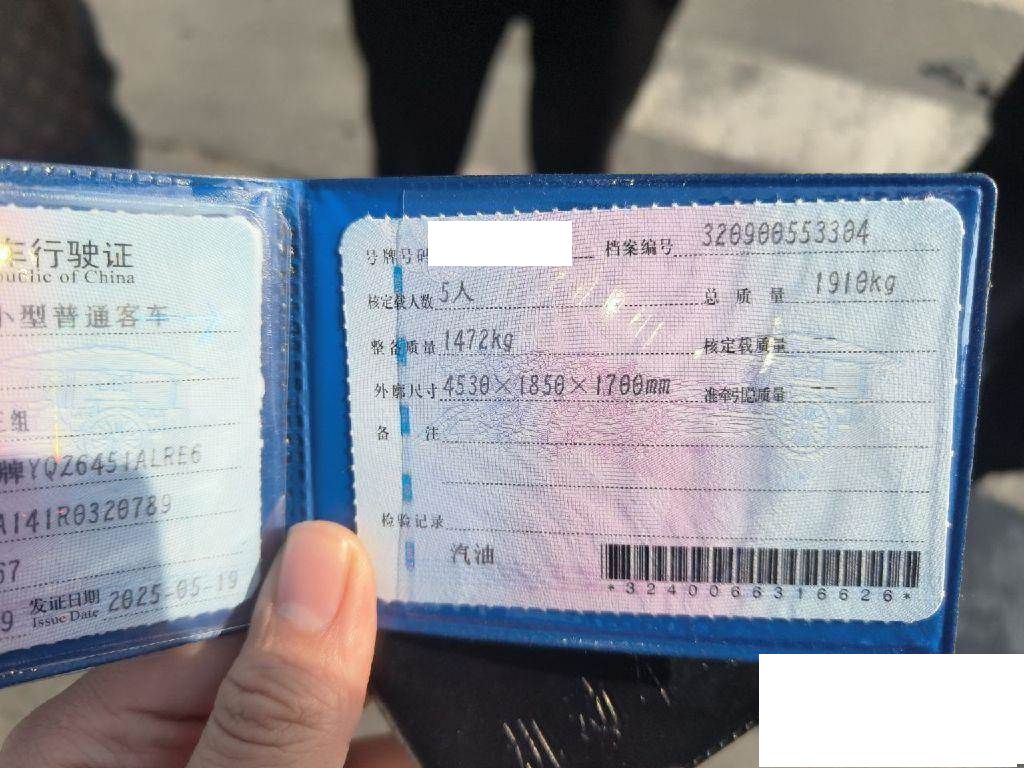 车行驶证
public of China
小型普通客车
组
牌YQZ6451ALRE6
A141R0320789
67
9 发证日期 Issue Date 2025-05-19
号牌号码 档案编号 320900553304
核定载人数 5人 总质量 1910kg
整备质量 1472kg 核定载质量 --
外廓尺寸 4530×1850×1700mm 准牵引总质量 --
备注
检验记录
汽油
*3240066316626*